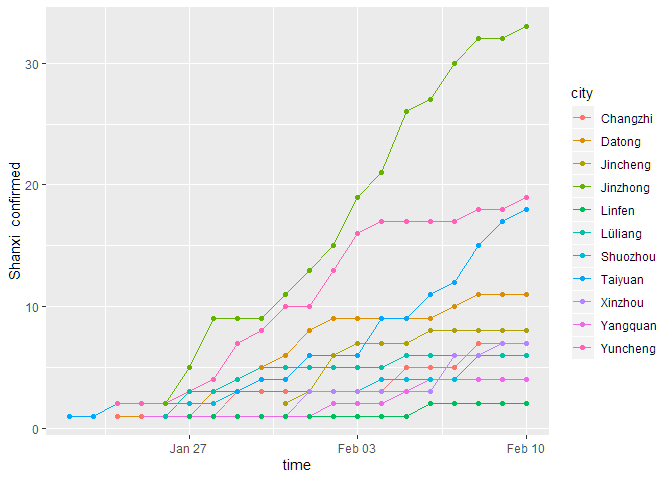 Shanxi confirmed
30
20
10
0
Jan 27
Feb 03
Feb 10
time
city
Changzhi
Datong
Jincheng
Jinzhong
Linfen
Lüliang
Shuozhou
Taiyuan
Xinzhou
Yangquan
Yuncheng